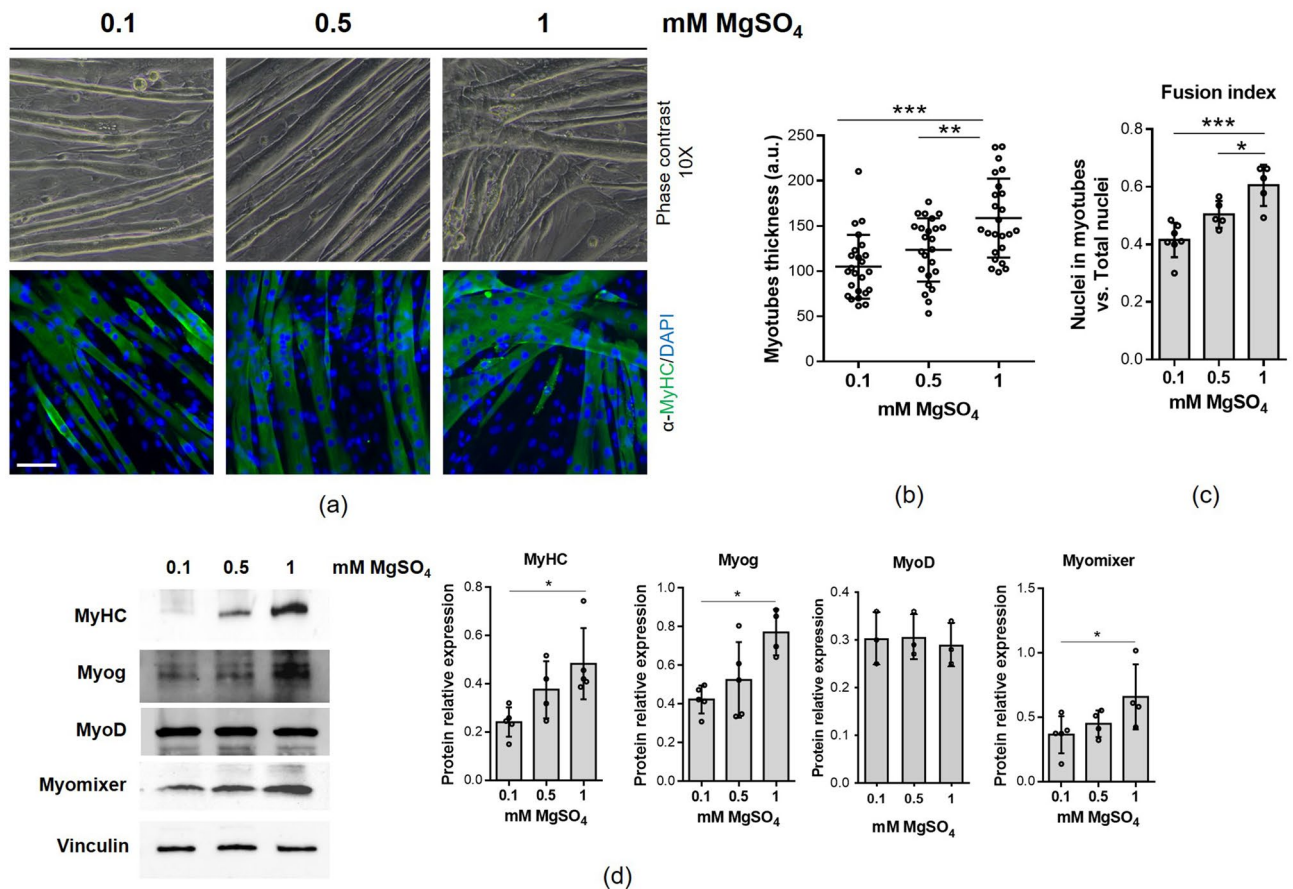 0.1 0.5 1 mM MgSO4
Phase contrast
10X
α-MyHC/DAPI
(a)
***
**
250
200
150
100
50
0
Myotubes thickness (a.u.)
0.1 0.5 1
mM MgSO4
(b)
Fusion index
***
*
0.8
0.6
0.4
0.2
0.0
Nuclei in myotubes
vs. Total nuclei
0.1 0.5 1
mM MgSO4
(c)
0.1 0.5 1 mM MgSO4
MyHC
Myog
MyoD
Myomixer
Vinculin
MyHC
*
0.8
0.6
0.4
0.2
0.0
Protein relative expression
0.1 0.5 1
mM MgSO4
Myog
*
1.0
0.8
0.6
0.4
0.2
0.0
Protein relative expression
0.1 0.5 1
mM MgSO4
MyoD
0.4
0.3
0.2
0.1
0.0
Protein relative expression
0.1 0.5 1
mM MgSO4
Myomixer
*
1.5
1.0
0.5
0.0
Protein relative expression
0.1 0.5 1
mM MgSO4
(d)